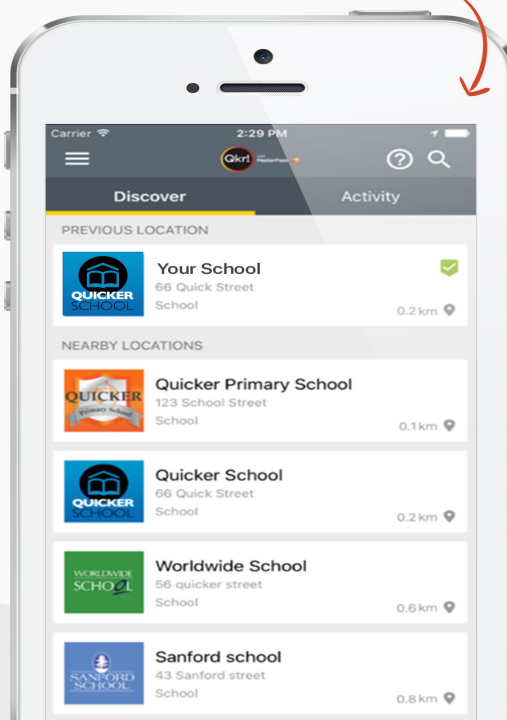 Carrier
2:29 PM
Qkr!
Discover
Activity
PREVIOUS LOCATION
QUICKER
SCHOOL
Your School
66 Quick Street
School
0.2 km
NEARBY LOCATIONS
QUICKER
Primary School
Quicker Primary School
123 School Street
School
0.1 km
QUICKER
SCHOOL
Quicker School
66 Quick Street
School
0.2 km
WORLDWIDE
SCHOOL
Worldwide School
56 quicker street
School
0.6 km
SANFORD
SCHOOL
Sanford school
43 Sanford street
School
0.8 km